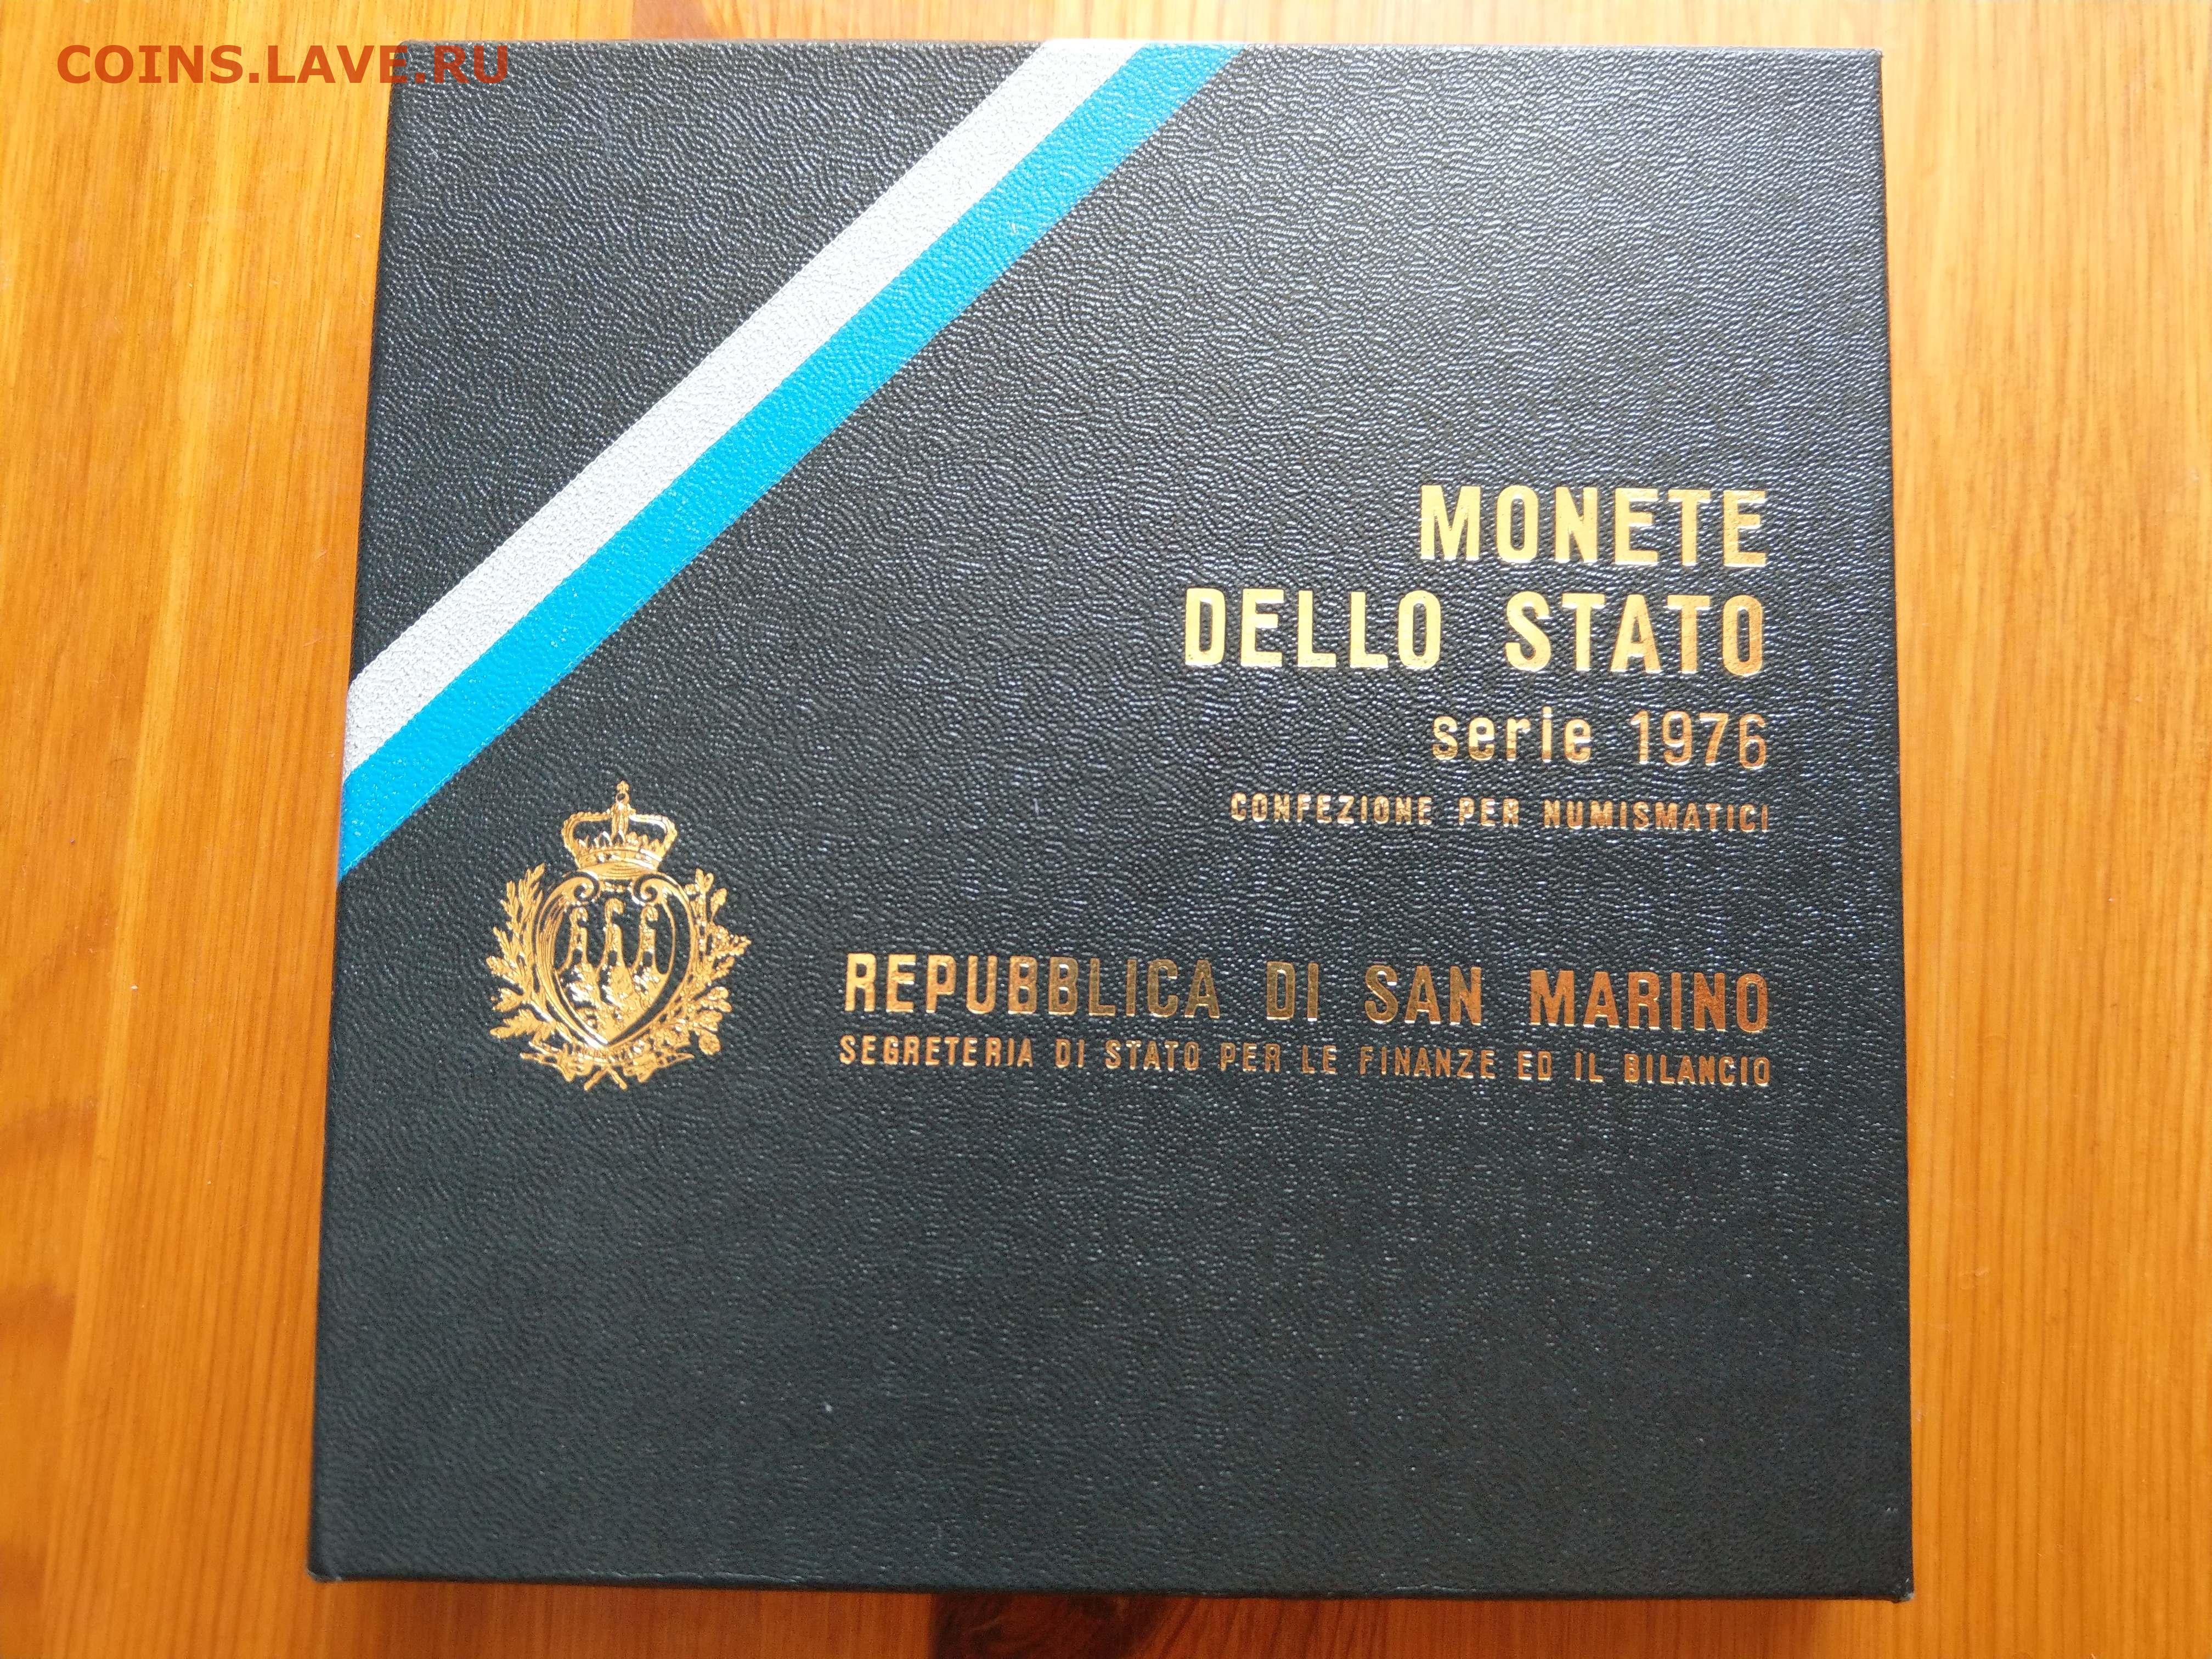 COINS.LAVE.RU
MONETE
DELLO STATO
serie 1976
CONFEZIONE PER NUMISMATICI
REPUBBLICA DI SAN MARINO
SEGRETERIA DI STATO PER LE FINANZE ED IL BILANCIO